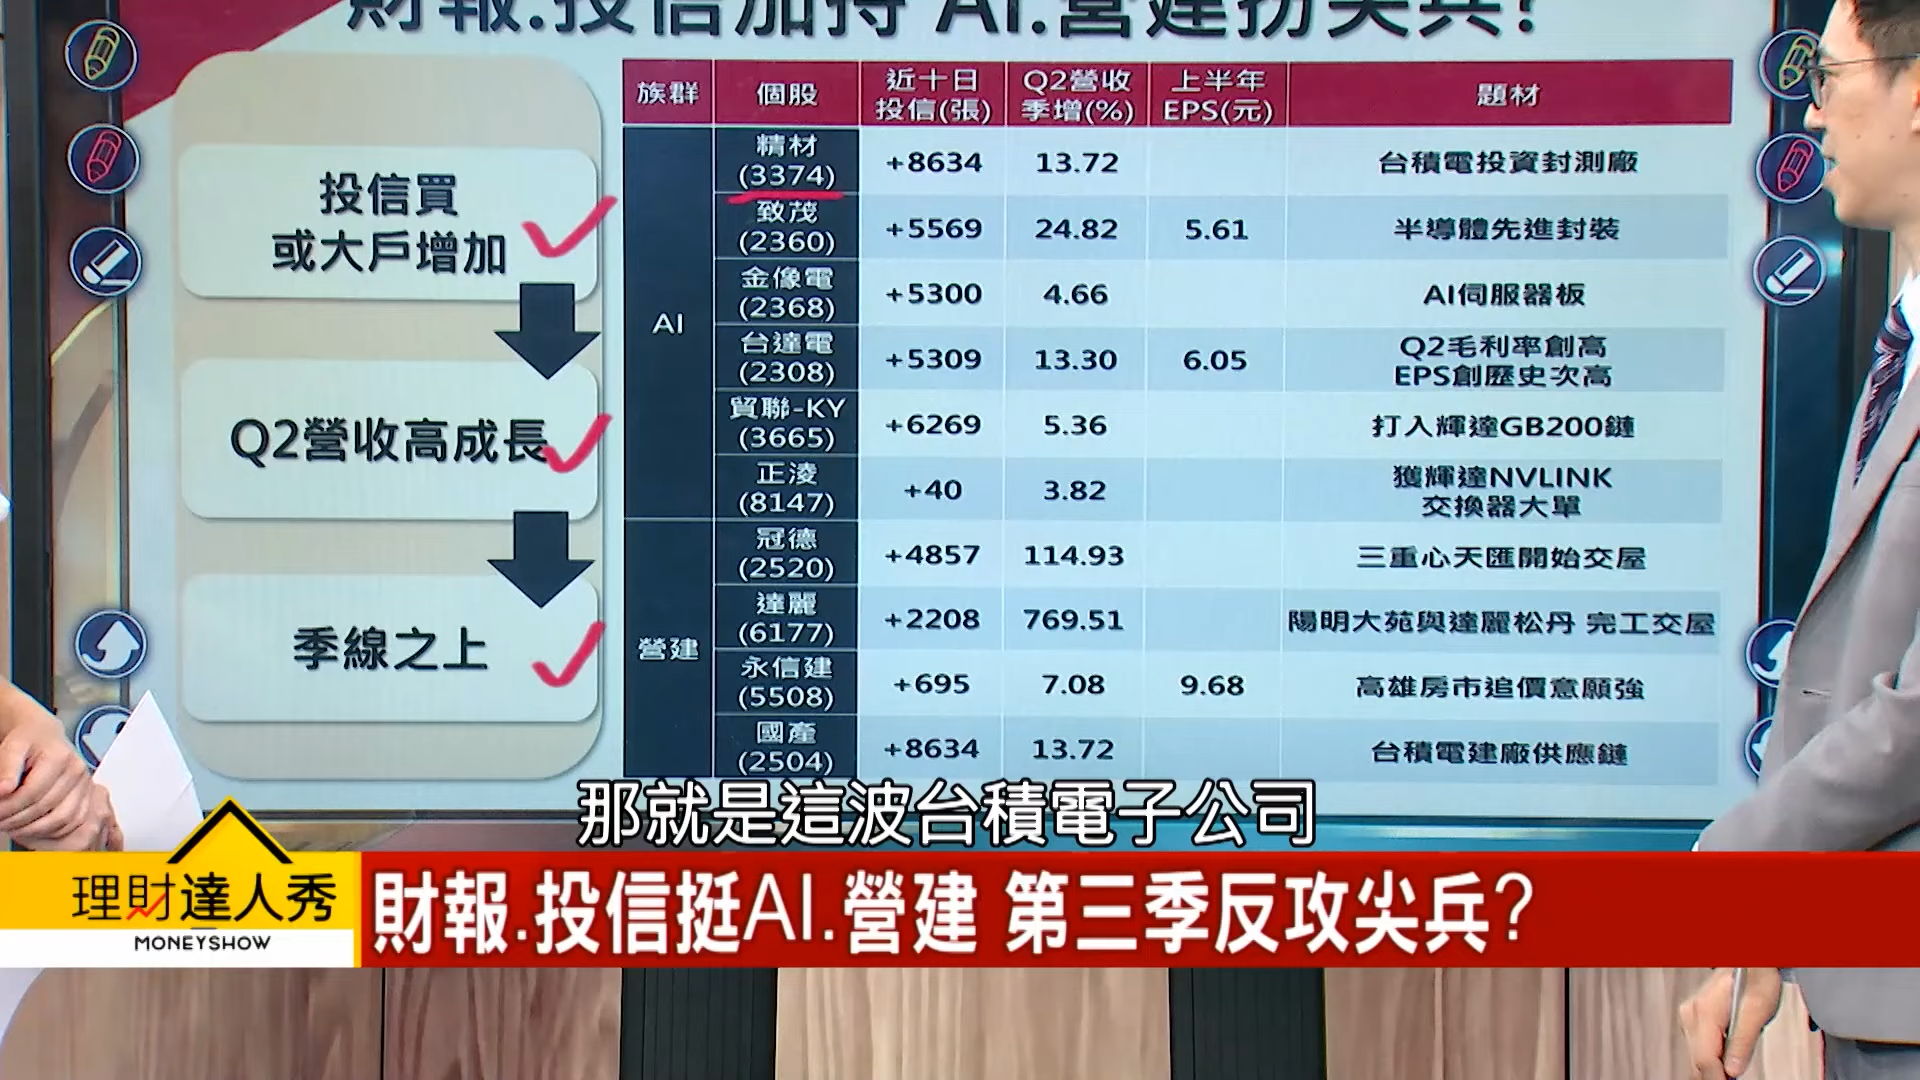 財報.投信加持 AI.營建扮尖兵?
投信買
或大戶增加
Q2營收高成長
季線之上
族群 個股 近十日投信(張) Q2營收季增(%) 上半年EPS(元) 題材
AI
精材(3374) +8634 13.72 台積電投資封測廠
致茂(2360) +5569 24.82 5.61 半導體先進封裝
金像電(2368) +5300 4.66 AI伺服器板
台達電(2308) +5309 13.30 6.05 Q2毛利率創高 EPS創歷史次高
貿聯-KY(3665) +6269 5.36 打入輝達GB200鏈
正淩(8147) +40 3.82 獲輝達NVLINK交換器大單
營建
冠德(2520) +4857 114.93 三重心天匯開始交屋
達麗(6177) +2208 769.51 陽明大苑與達麗松丹 完工交屋
永信建(5508) +695 7.08 9.68 高雄房市追價意願強
國產(2504) +8634 13.72 台積電建廠供應鏈
那就是這波台積電子公司
理財達人秀
MONEYSHOW
財報.投信挺AI.營建 第三季反攻尖兵?